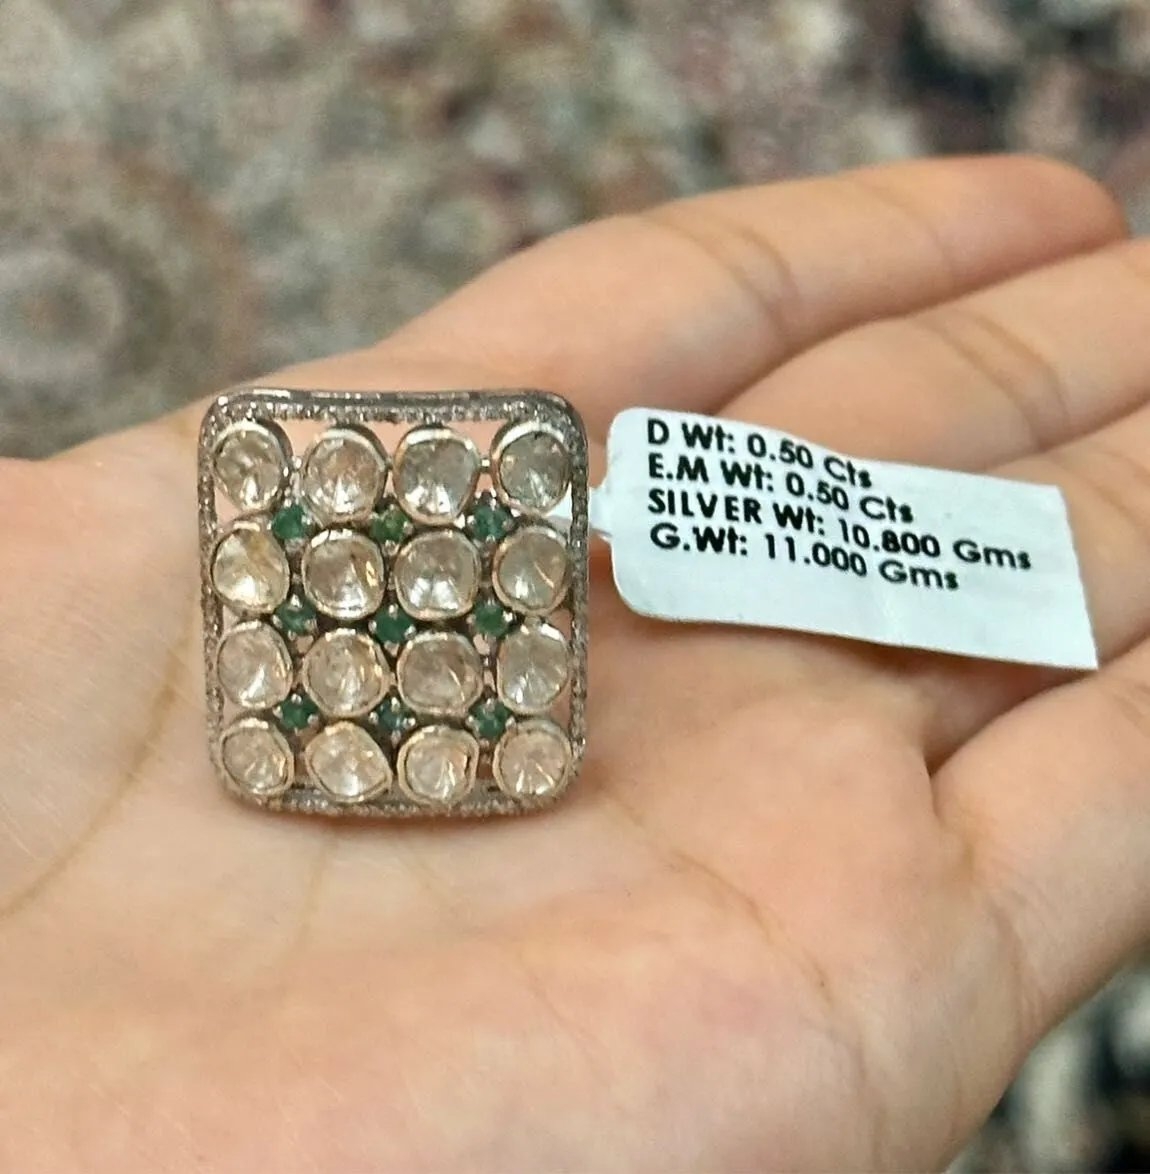 D Wt: 0.50 Cts
E.M Wt: 0.50 Cts
SILVER Wt: 10.800 Gms
G.Wt: 11.000 Gms